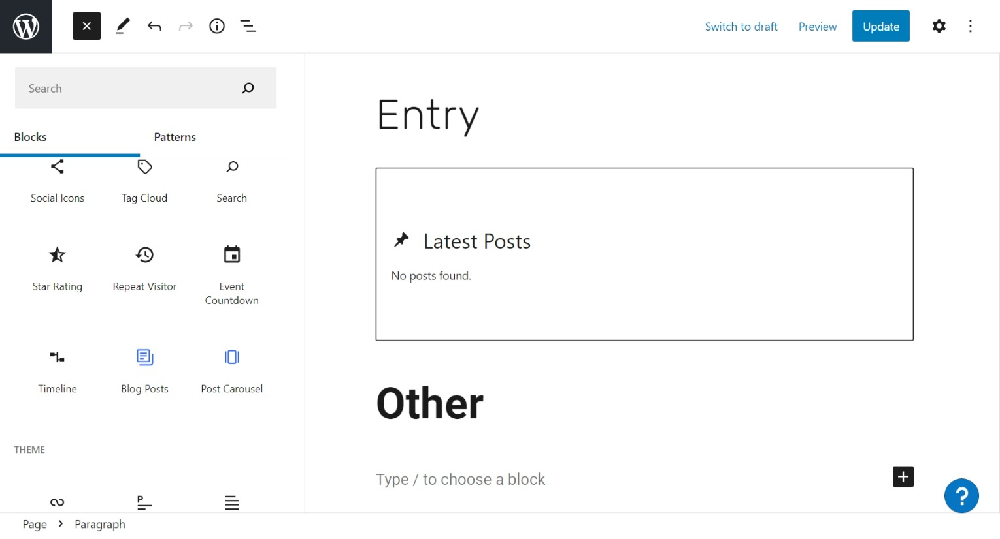 Switch to draft
Preview
Update
Search
Blocks
Patterns
Social Icons
Tag Cloud
Search
Star Rating
Repeat Visitor
Event
Countdown
Timeline
Blog Posts
Post Carousel
THEME
Entry
Latest Posts
No posts found.
Other
Type / to choose a block
Page
Paragraph